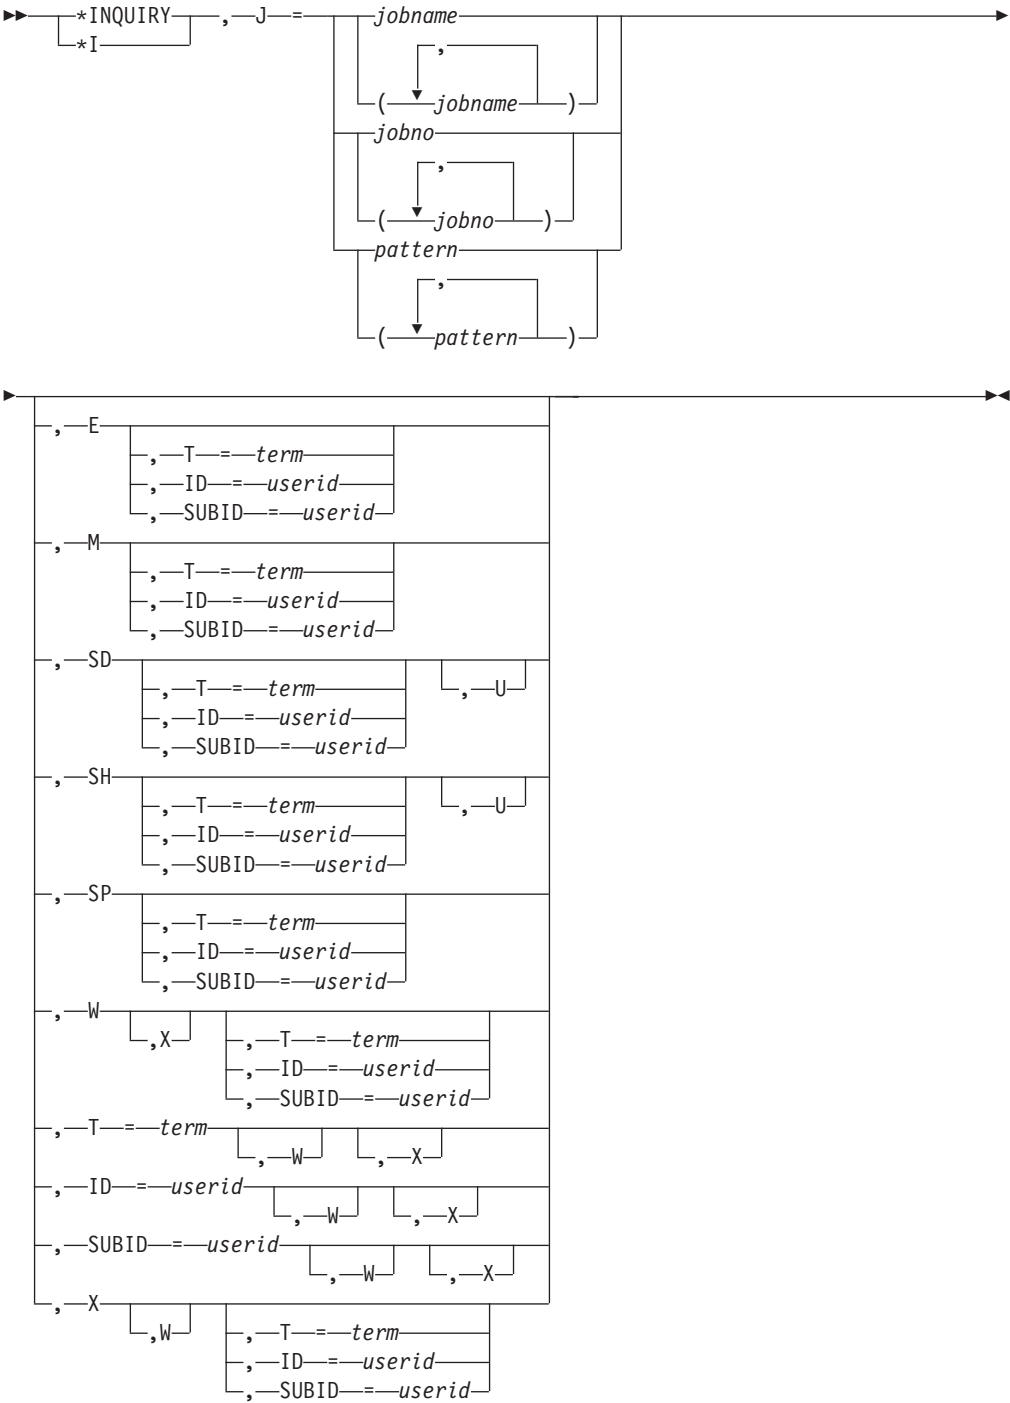 *INQUIRY , J = jobname
*I
,
( jobname )
jobno
,
( jobno )
pattern
,
( pattern )
, E
, T = term
, ID = userid
, SUBID = userid
, M
, T = term
, ID = userid
, SUBID = userid
, SD
, T = term , U
, ID = userid
, SUBID = userid
, SH
, T = term , U
, ID = userid
, SUBID = userid
, SP
, T = term
, ID = userid
, SUBID = userid
, W
,X , T = term
, ID = userid
, SUBID = userid
, T = term
, W , X
, ID = userid
, W , X
, SUBID = userid
, W , X
, X
,W , T = term
, ID = userid
, SUBID = userid